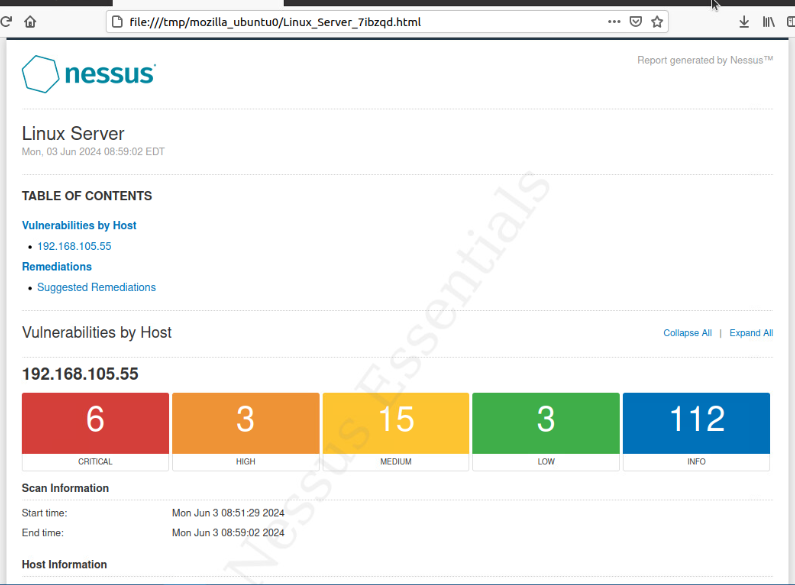 file:///tmp/mozilla_ubuntu0/Linux_Server_7ibzqd.html
nessus
Report generated by Nessus™
Linux Server
Mon, 03 Jun 2024 08:59:02 EDT
TABLE OF CONTENTS
Vulnerabilities by Host
• 192.168.105.55
Remediations
• Suggested Remediations
Vulnerabilities by Host
Collapse All | Expand All
192.168.105.55
6 3 15 3 112
CRITICAL HIGH MEDIUM LOW INFO
Scan Information
Start time: Mon Jun 3 08:51:29 2024
End time: Mon Jun 3 08:59:02 2024
Host Information
Nessus Essentials